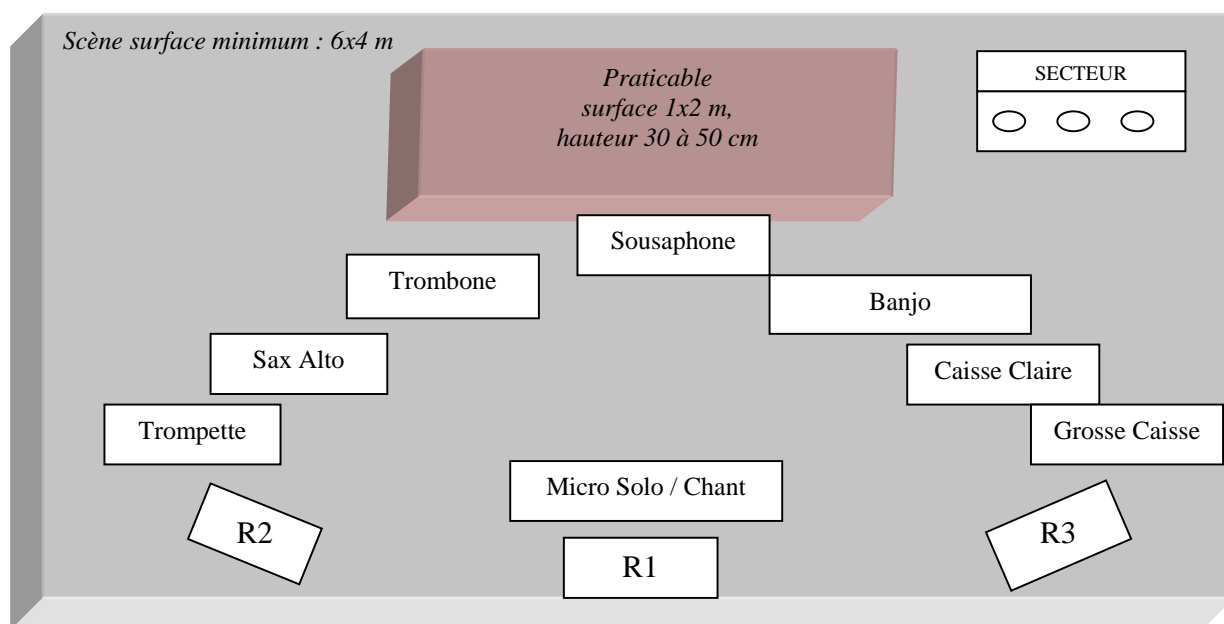 Scène surface minimum : 6x4 m
Praticable
surface 1x2 m,
hauteur 30 à 50 cm
SECTEUR
Sousaphone
Trombone
Banjo
Sax Alto
Caisse Claire
Trompette
Grosse Caisse
Micro Solo / Chant
R2
R1
R3